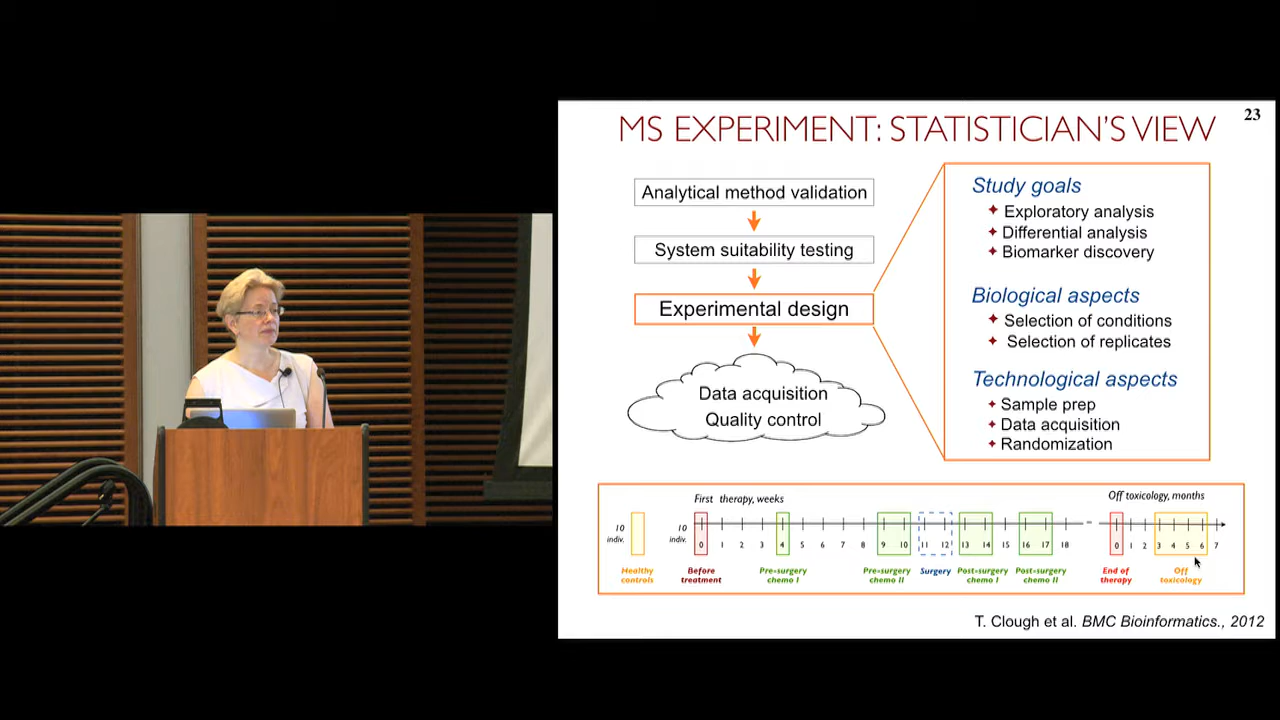 23
MS EXPERIMENT: STATISTICIAN'S VIEW
Analytical method validation
System suitability testing
Experimental design
Data acquisition
Quality control
Study goals
Exploratory analysis
Differential analysis
Biomarker discovery
Biological aspects
Selection of conditions
Selection of replicates
Technological aspects
Sample prep
Data acquisition
Randomization
First therapy, weeks
Off toxicology, months
10
indiv.
10
indiv.
0 1 2 3 4 5 6 7 8 9 10 11 12 13 14 15 16 17 18
0 1 2 3 4 5 6 7
Healthy
controls
Before
treatment
Pre-surgery
chemo I
Pre-surgery
chemo II
Surgery
Post-surgery
chemo I
Post-surgery
chemo II
End of
therapy
Off
toxicology
T. Clough et al. BMC Bioinformatics., 2012